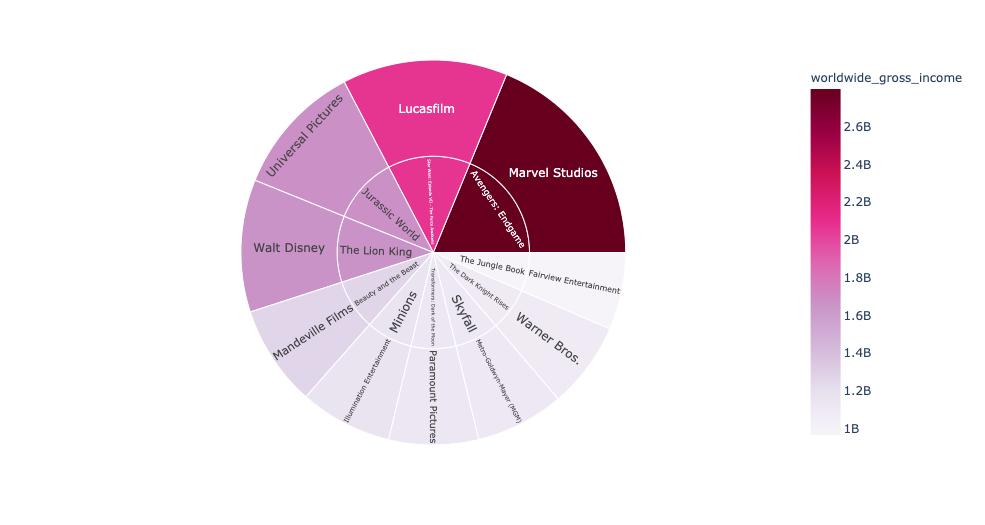 worldwide_gross_income
2.6B
2.4B
2.2B
2B
1.8B
1.6B
1.4B
1.2B
1B
Marvel Studios
Avengers: Endgame
Lucasfilm
Star Wars: Episode VII - The Force Awakens
Universal Pictures
Jurassic World
Walt Disney
The Lion King
Mandeville Films
Beauty and the Beast
Illumination Entertainment
Minions
Paramount Pictures
Transformers: Dark of the Moon
Metro-Goldwyn-Mayer (MGM)
Skyfall
Warner Bros.
The Dark Knight Rises
Fairview Entertainment
The Jungle Book